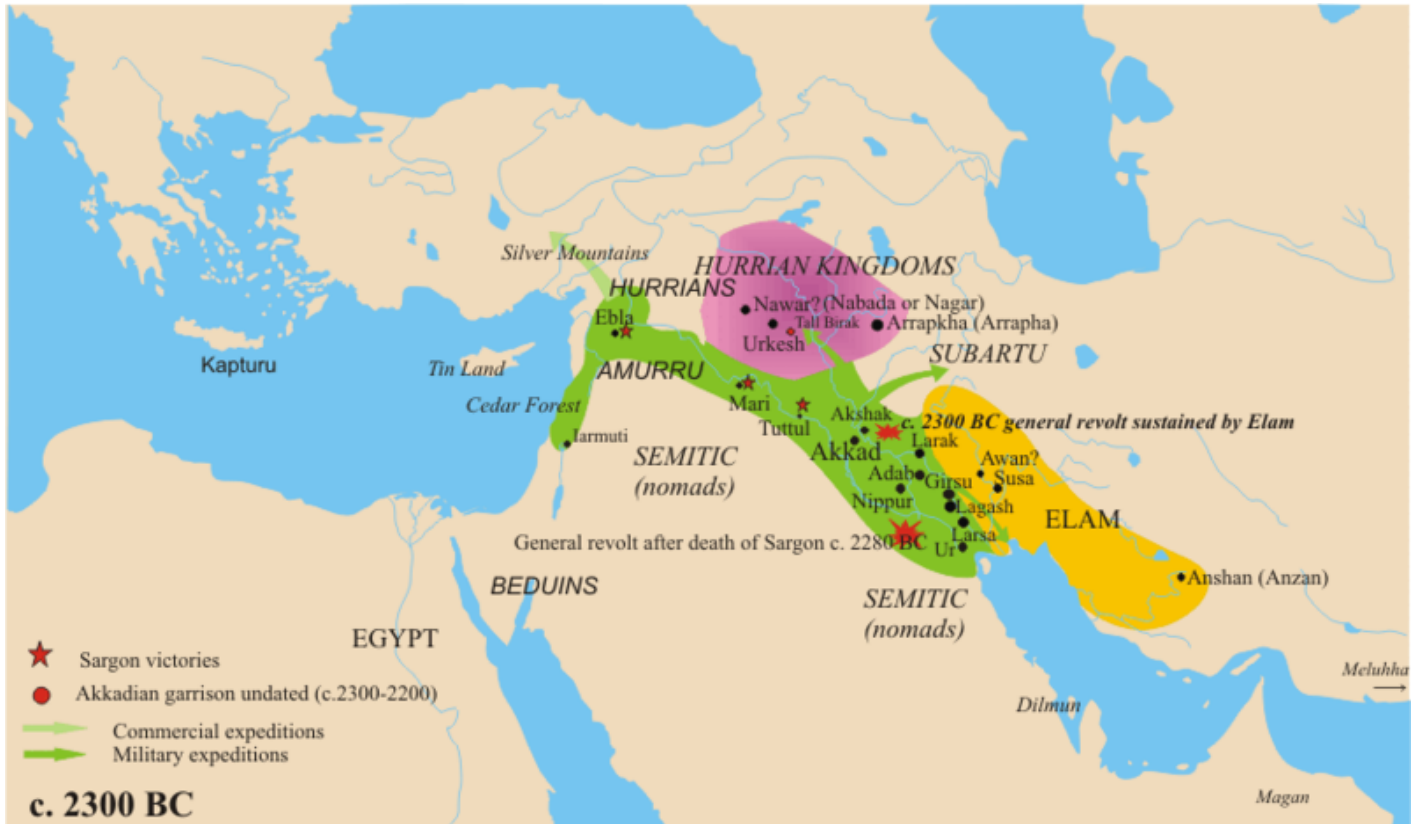 Silver Mountains
HURRIAN KINGDOMS
HURRIANS
Nawar? (Nabada or Nagar)
Ebla
Tall Birak
Arrapkha (Arrapha)
Urkesh
SUBARTU
Kapturu
Tin Land
AMURRU
Cedar Forest
Mari
Akshak
c. 2300 BC general revolt sustained by Elam
Tuttul
Iarmuti
Akkad
Larak
SEMITIC
(nomads)
Awan?
Adab
Girsu
Susa
Nippur
Lagash
ELAM
Larsa
General revolt after death of Sargon c. 2280 BC
Ur
Anshan (Anzan)
BEDUINS
SEMITIC
(nomads)
EGYPT
Sargon victories
Meluhha
Akkadian garrison undated (c.2300-2200)
Dilmun
Commercial expeditions
Military expeditions
Magan
c. 2300 BC